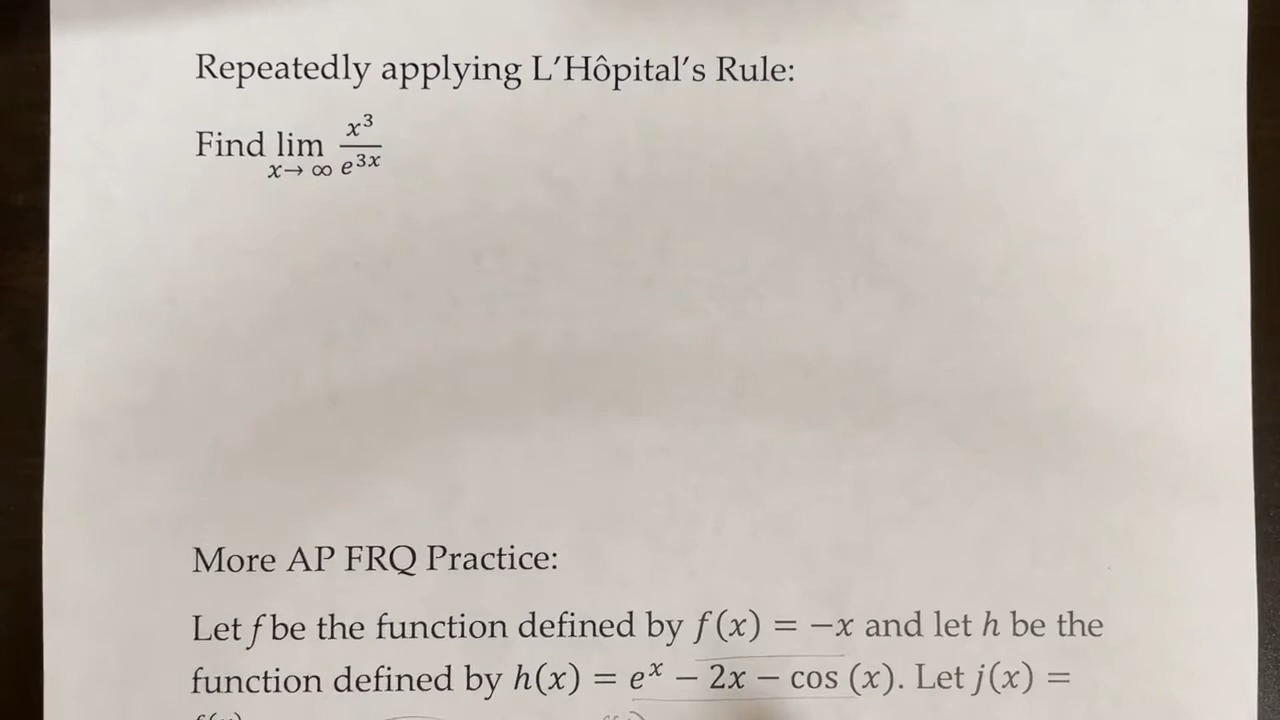 Repeatedly applying L'Hôpital's Rule:
Find lim x→ ∞ x³/e³ˣ
More AP FRQ Practice:
Let f be the function defined by f(x) = −x and let h be the
function defined by h(x) = eˣ − 2x − cos (x). Let j(x) =